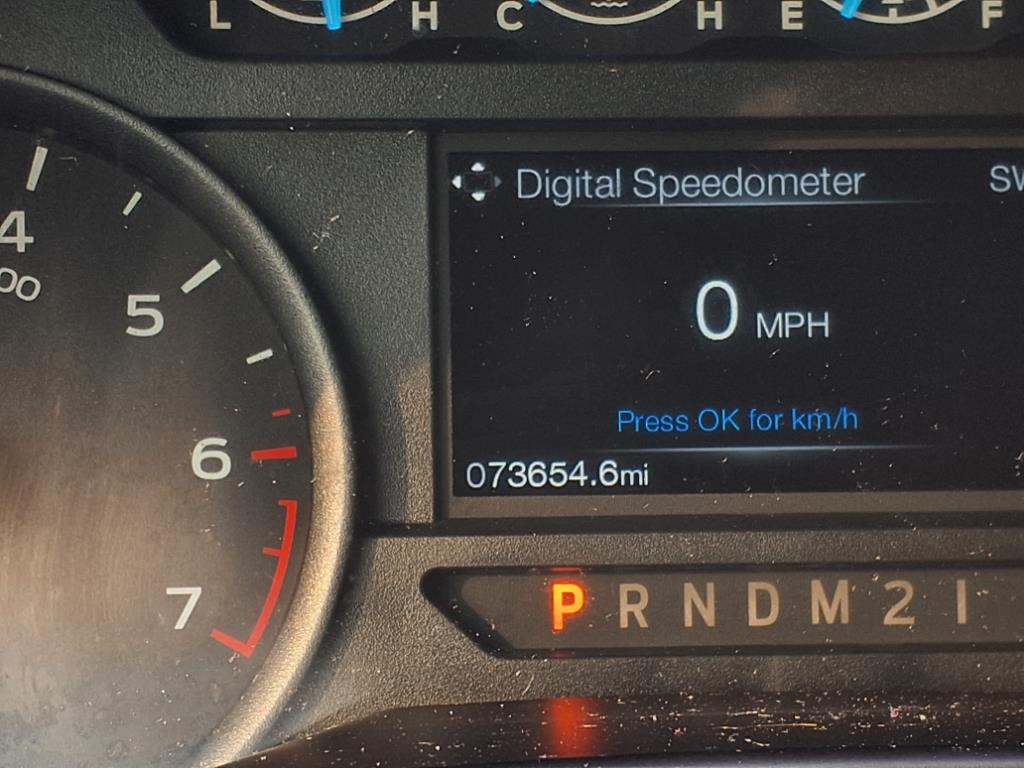 L H C H E F
Digital Speedometer
4
5
0 MPH
Press OK for km/h
6
073654.6mi
7
P R N D M 2 1